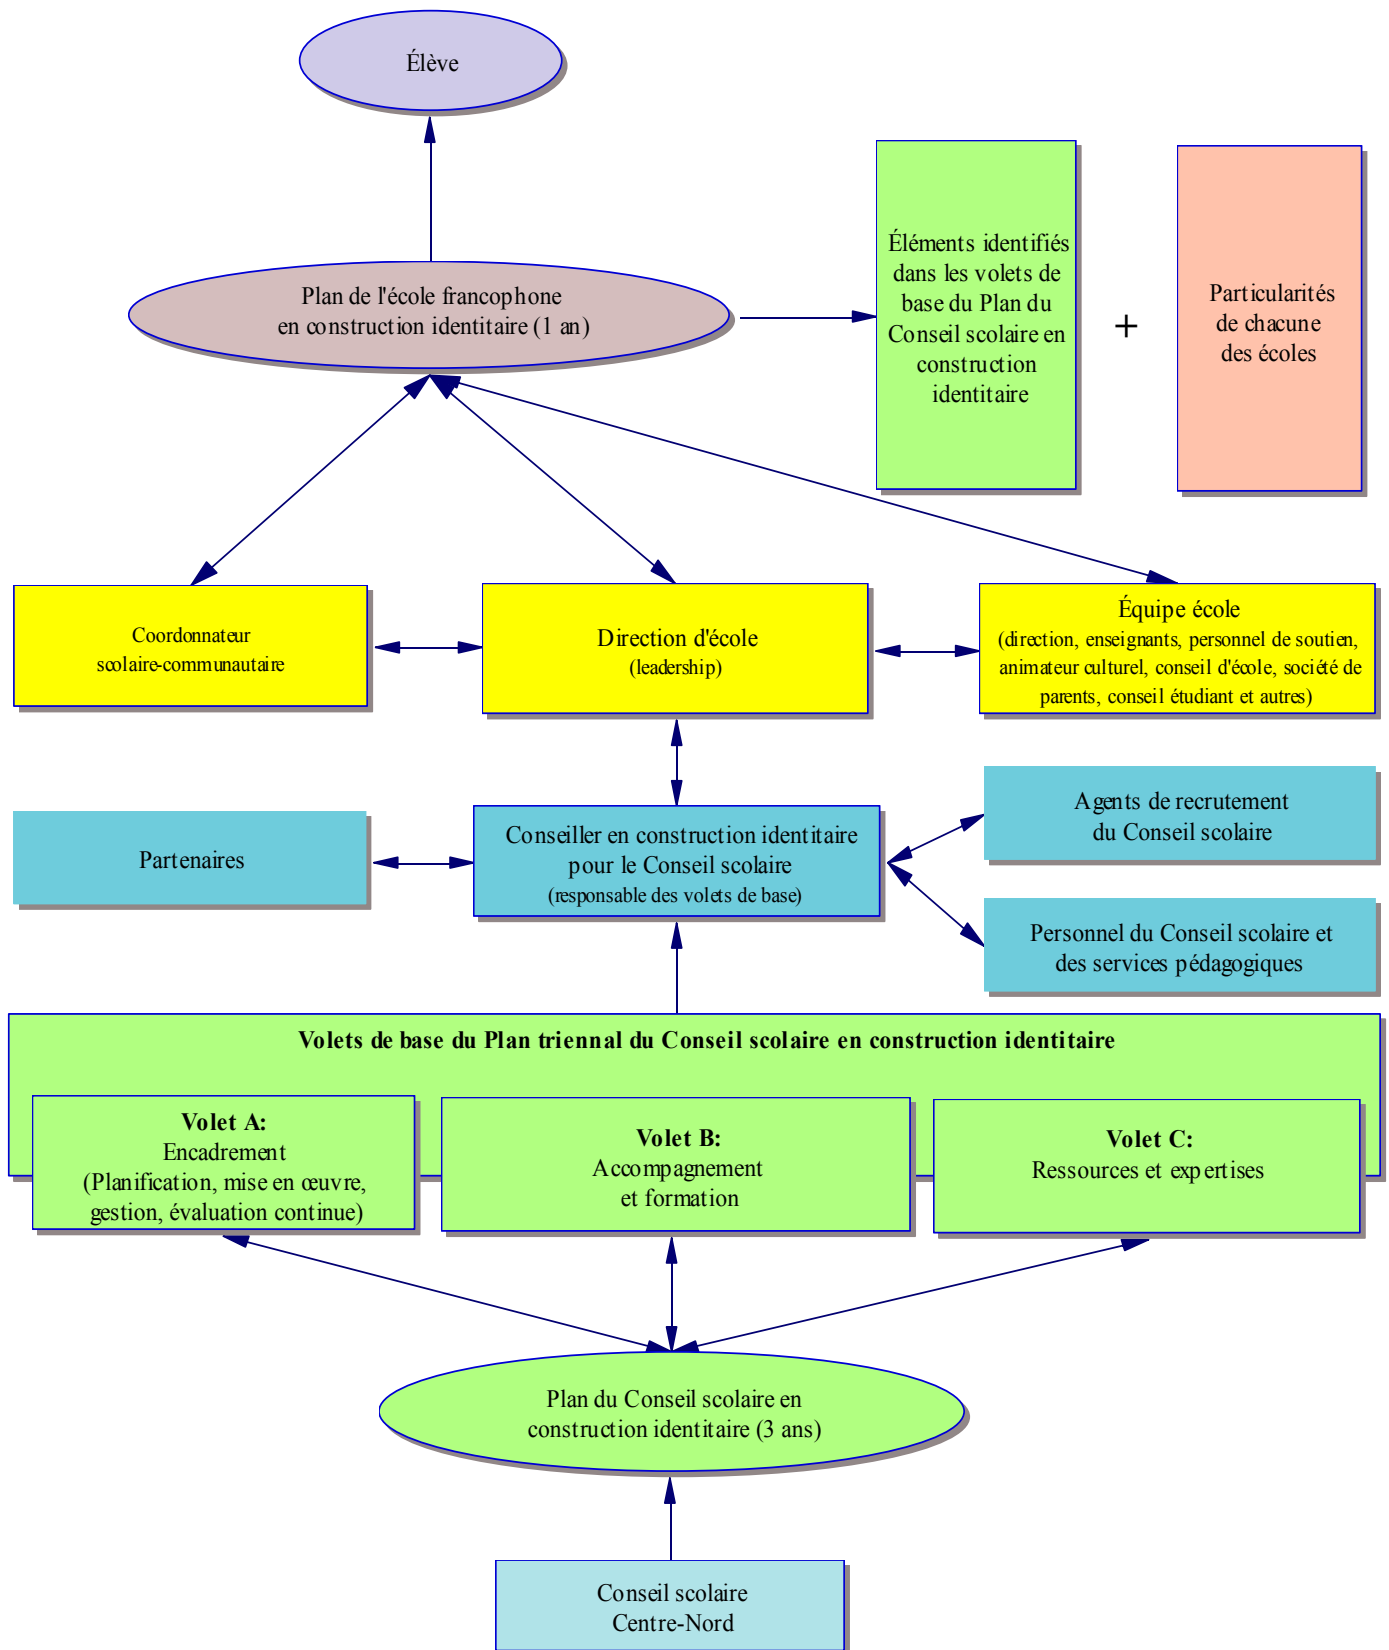 Élève
Plan de l'école francophone
en construction identitaire (1 an)
Éléments identifiés
dans les volets de
base du Plan du
Conseil scolaire en
construction
identitaire
+
Particularités
de chacune
des écoles
Coordonnateur
scolaire-communautaire
Direction d'école
(leadership)
Équipe école
(direction, enseignants, personnel de soutien,
animateur culturel, conseil d'école, société de
parents, conseil étudiant et autres)
Partenaires
Conseiller en construction identitaire
pour le Conseil scolaire
(responsable des volets de base)
Agents de recrutement
du Conseil scolaire
Personnel du Conseil scolaire et
des services pédagogiques
Volets de base du Plan triennal du Conseil scolaire en construction identitaire
Volet A:
Encadrement
(Planification, mise en œuvre,
gestion, évaluation continue)
Volet B:
Accompagnement
et formation
Volet C:
Ressources et expertises
Plan du Conseil scolaire en
construction identitaire (3 ans)
Conseil scolaire
Centre-Nord